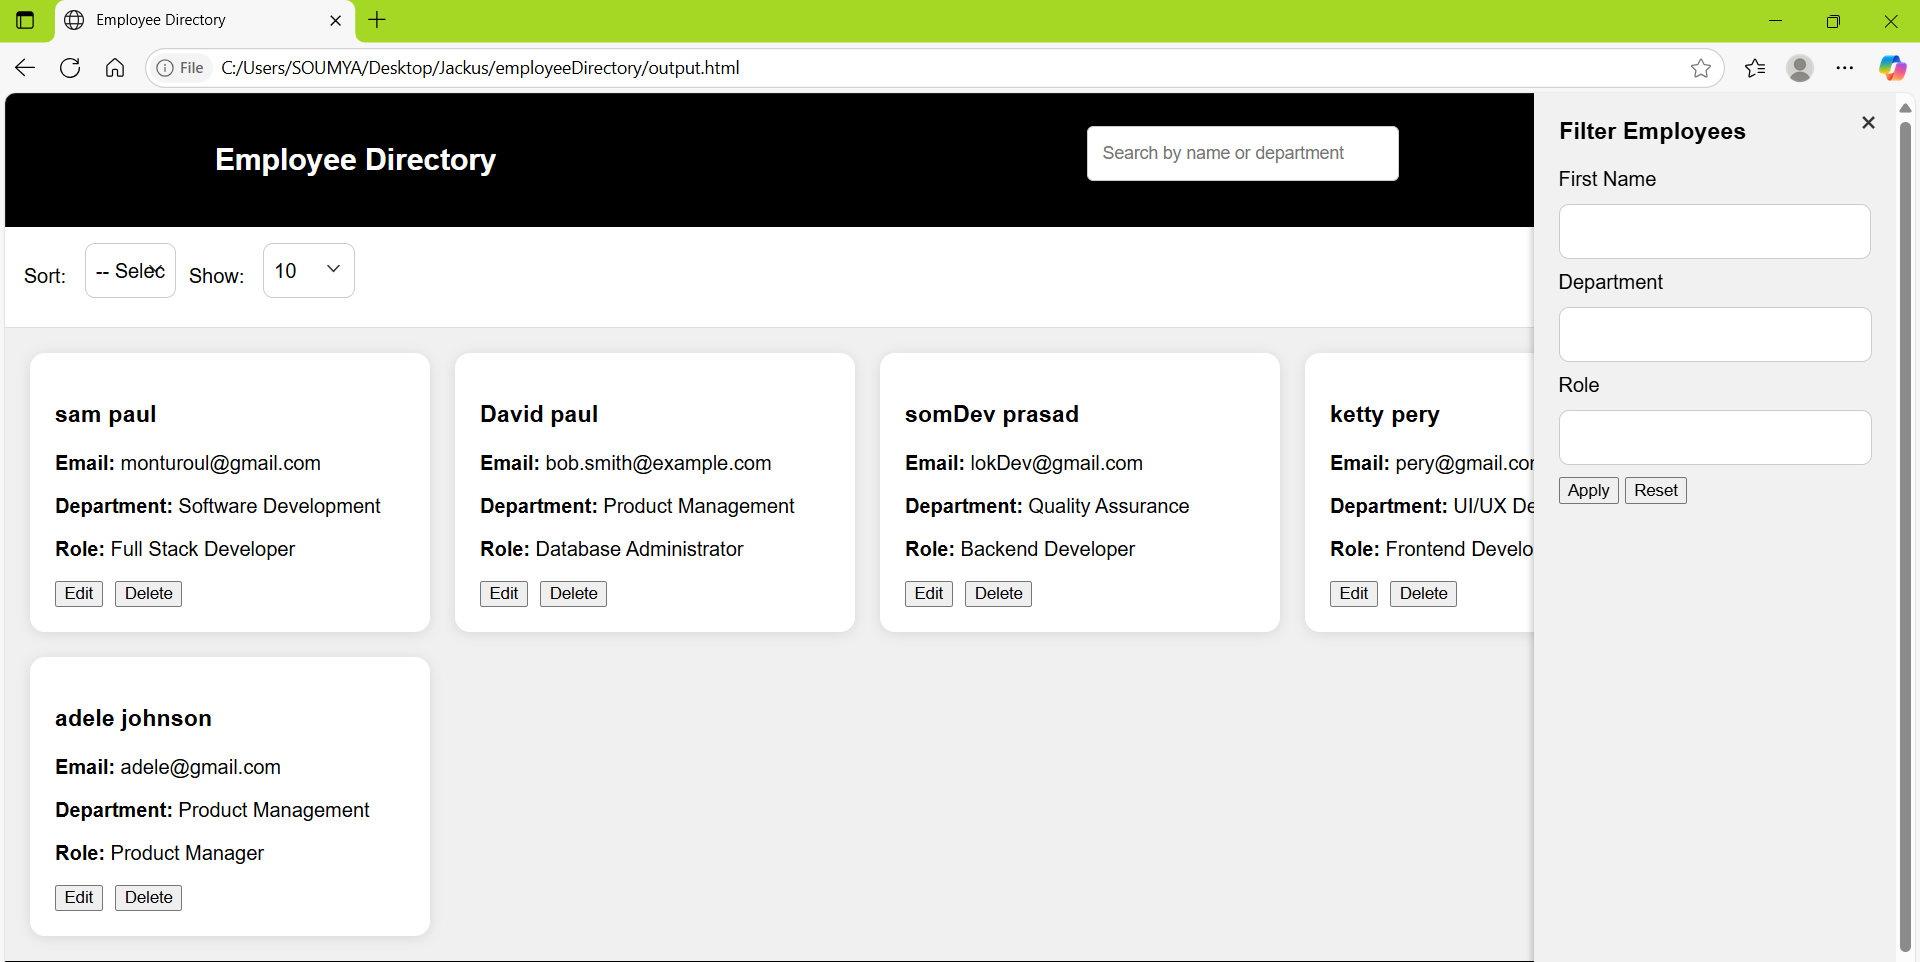 Employee Directory
File C:/Users/SOUMYA/Desktop/Jackus/employeeDirectory/output.html
Employee Directory
Search by name or department
Sort: -- Selec Show: 10
sam paul
Email: monturoul@gmail.com
Department: Software Development
Role: Full Stack Developer
Edit Delete
David paul
Email: bob.smith@example.com
Department: Product Management
Role: Database Administrator
Edit Delete
somDev prasad
Email: lokDev@gmail.com
Department: Quality Assurance
Role: Backend Developer
Edit Delete
ketty pery
Email: pery@gmail.cor
Department: UI/UX De
Role: Frontend Develo
Edit Delete
adele johnson
Email: adele@gmail.com
Department: Product Management
Role: Product Manager
Edit Delete
Filter Employees
First Name
Department
Role
Apply Reset